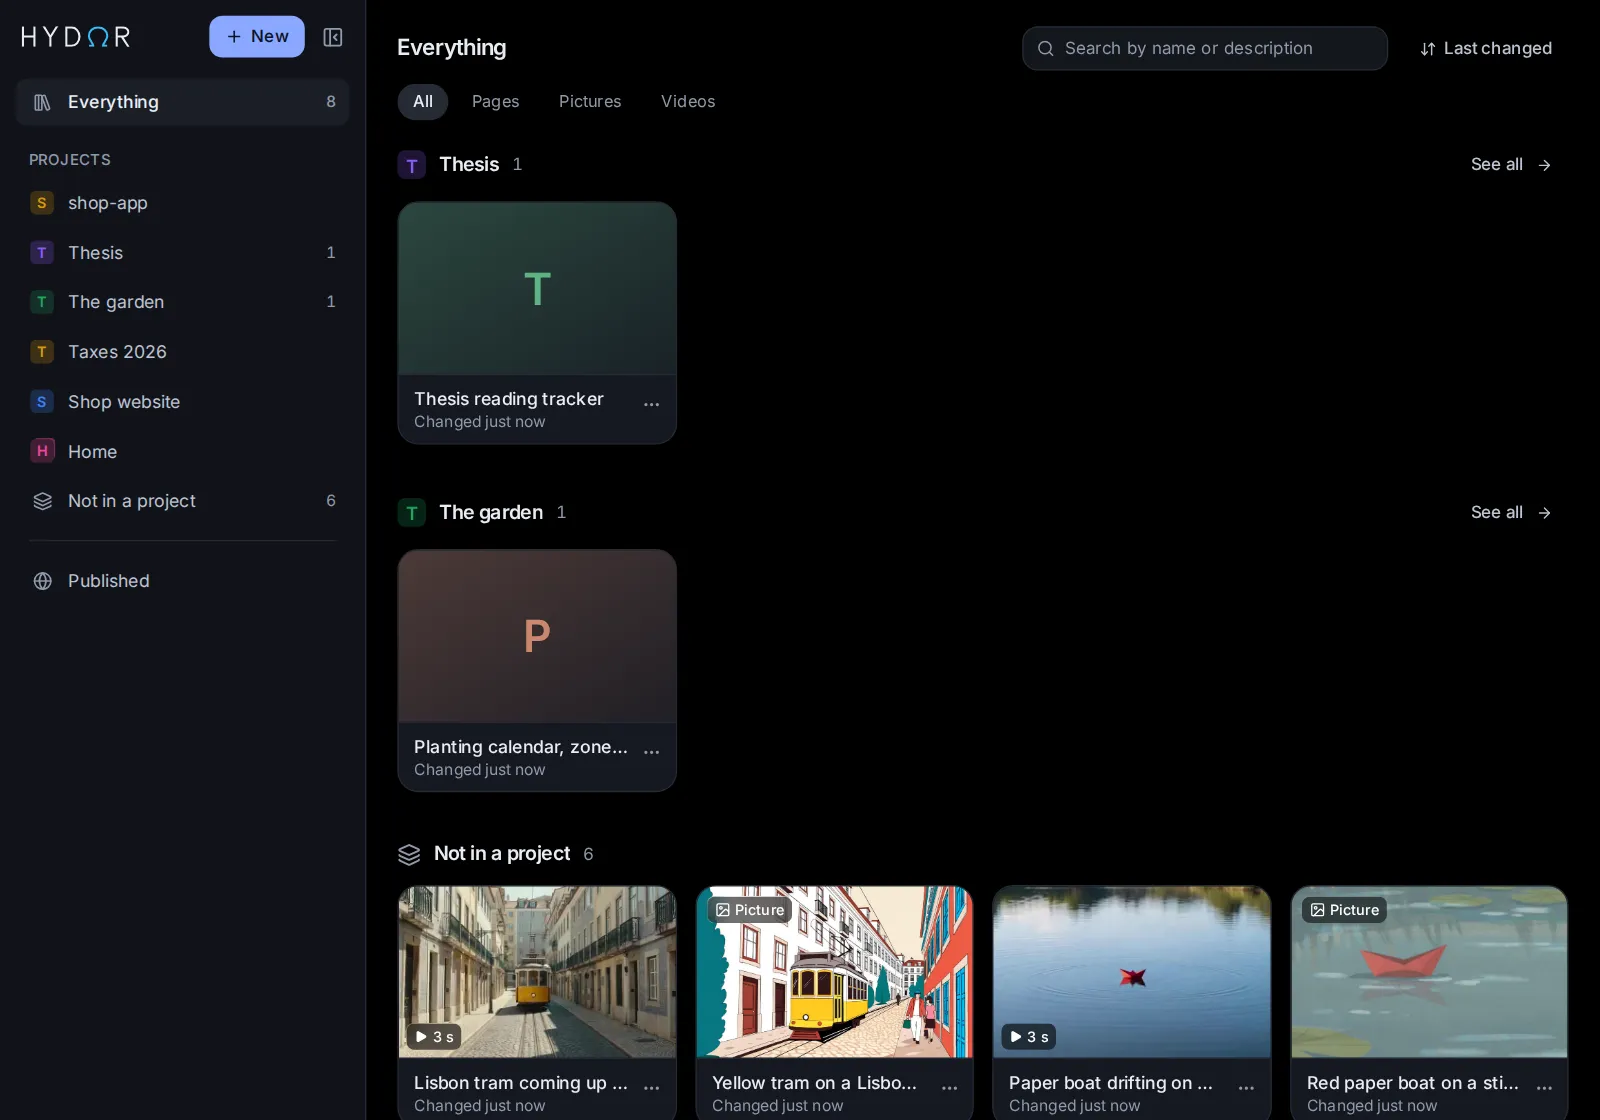 HYDΩR
+ New
Everything 8
PROJECTS
S shop-app
T Thesis 1
T The garden 1
T Taxes 2026
S Shop website
H Home
Not in a project 6
Published
Everything
Search by name or description
Last changed
All Pages Pictures Videos
T Thesis 1 See all →
T
Thesis reading tracker ...
Changed just now
T The garden 1 See all →
P
Planting calendar, zone... ...
Changed just now
Not in a project 6
3 s
Lisbon tram coming up ... ...
Changed just now
Picture
Yellow tram on a Lisbo... ...
Changed just now
3 s
Paper boat drifting on ... ...
Changed just now
Picture
Red paper boat on a sti... ...
Changed just now